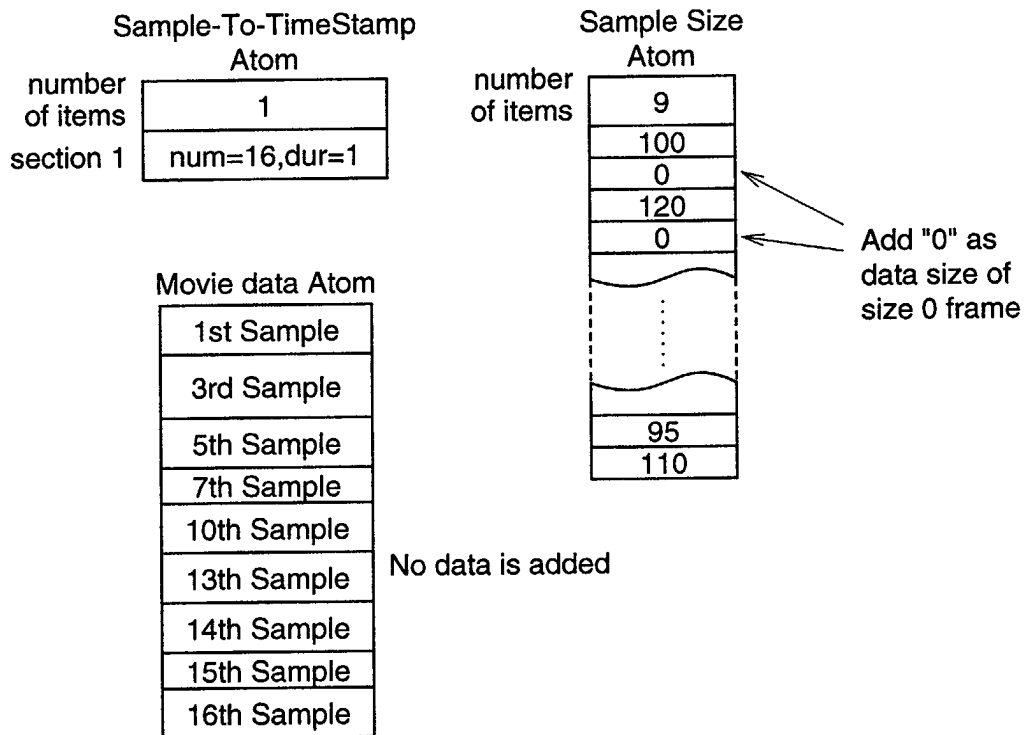 Sample-To-TimeStamp
Atom
number
of items
1
section 1
num=16,dur=1
Sample Size
Atom
number
of items
9
100
0
120
0
95
110
Add "0" as
data size of
size 0 frame
Movie data Atom
1st Sample
3rd Sample
5th Sample
7th Sample
10th Sample
13th Sample
14th Sample
15th Sample
16th Sample
No data is added